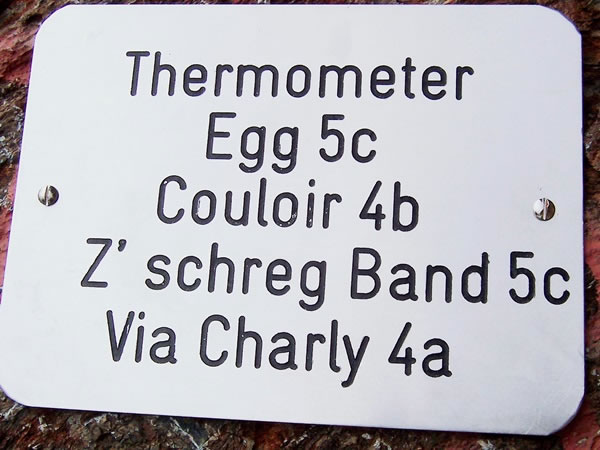 Thermometer
Egg 5c
Couloir 4b
Z' schreg Band 5c
Via Charly 4a